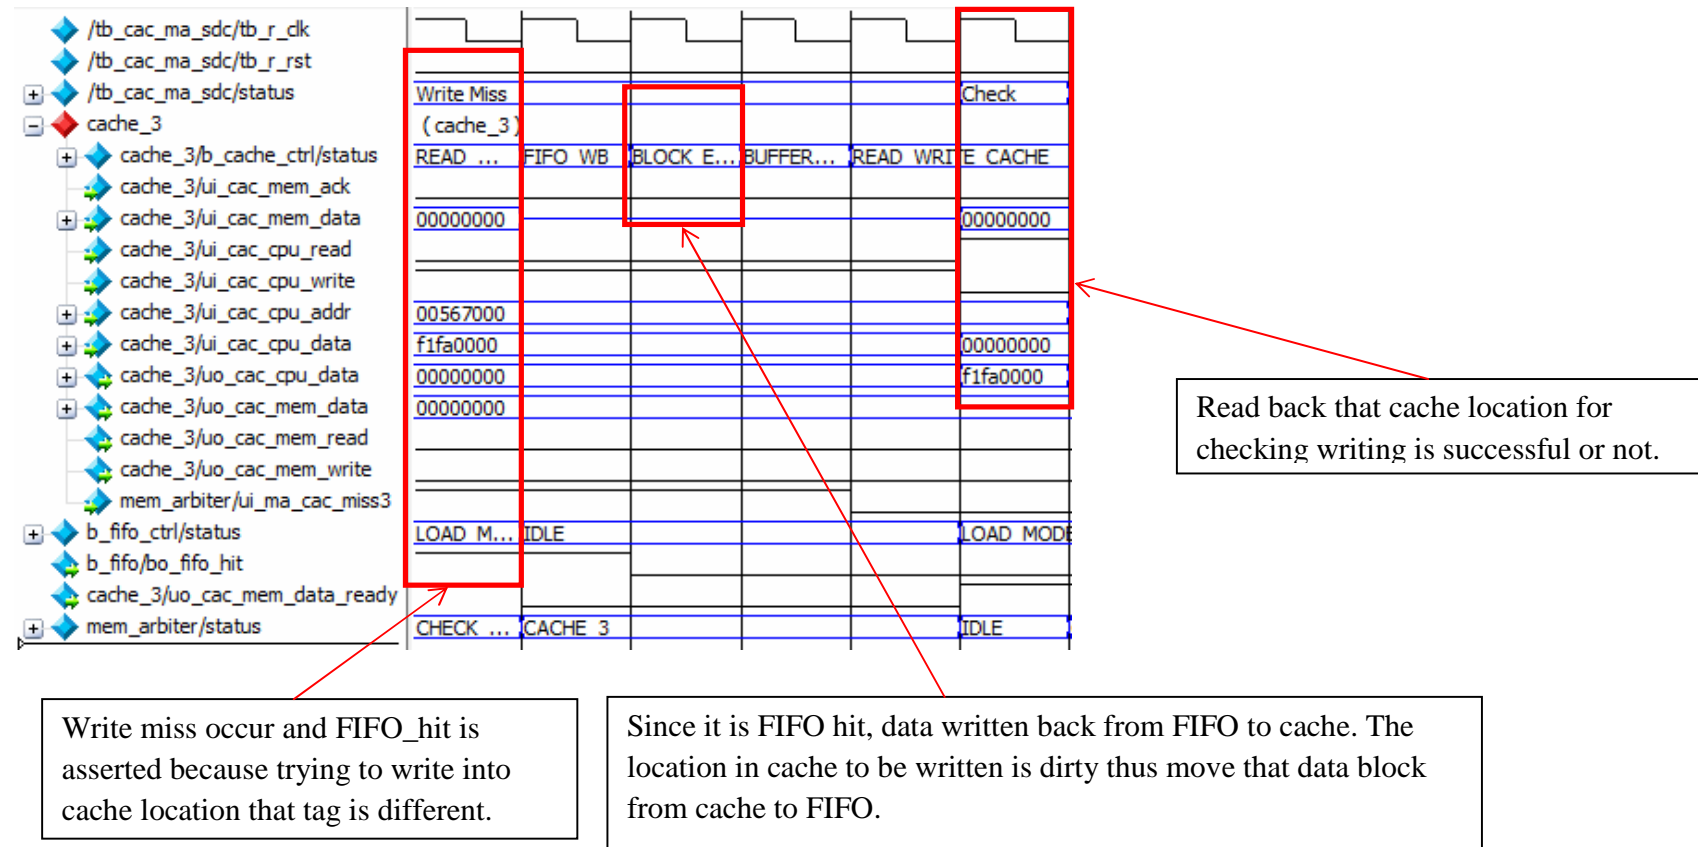 /tb_cac_ma_sdc/tb_r_clk
/tb_cac_ma_sdc/tb_r_rst
/tb_cac_ma_sdc/status Write Miss Check
cache_3 (cache_3)
cache_3/b_cache_ctrl/status READ ... FIFO WB BLOCK E... BUFFER... READ WRITE CACHE
cache_3/ui_cac_mem_ack
cache_3/ui_cac_mem_data 00000000 00000000
cache_3/ui_cac_cpu_read
cache_3/ui_cac_cpu_write
cache_3/ui_cac_cpu_addr 00567000
cache_3/ui_cac_cpu_data f1fa0000 00000000
cache_3/uo_cac_cpu_data 00000000 f1fa0000
cache_3/uo_cac_mem_data 00000000
cache_3/uo_cac_mem_read
cache_3/uo_cac_mem_write
mem_arbiter/ui_ma_cac_miss3
b_fifo_ctrl/status LOAD M... IDLE LOAD MODE
b_fifo/bo_fifo_hit
cache_3/uo_cac_mem_data_ready
mem_arbiter/status CHECK ... CACHE 3 IDLE
Read back that cache location for
checking writing is successful or not.
Write miss occur and FIFO_hit is
asserted because trying to write into
cache location that tag is different.
Since it is FIFO hit, data written back from FIFO to cache. The
location in cache to be written is dirty thus move that data block
from cache to FIFO.